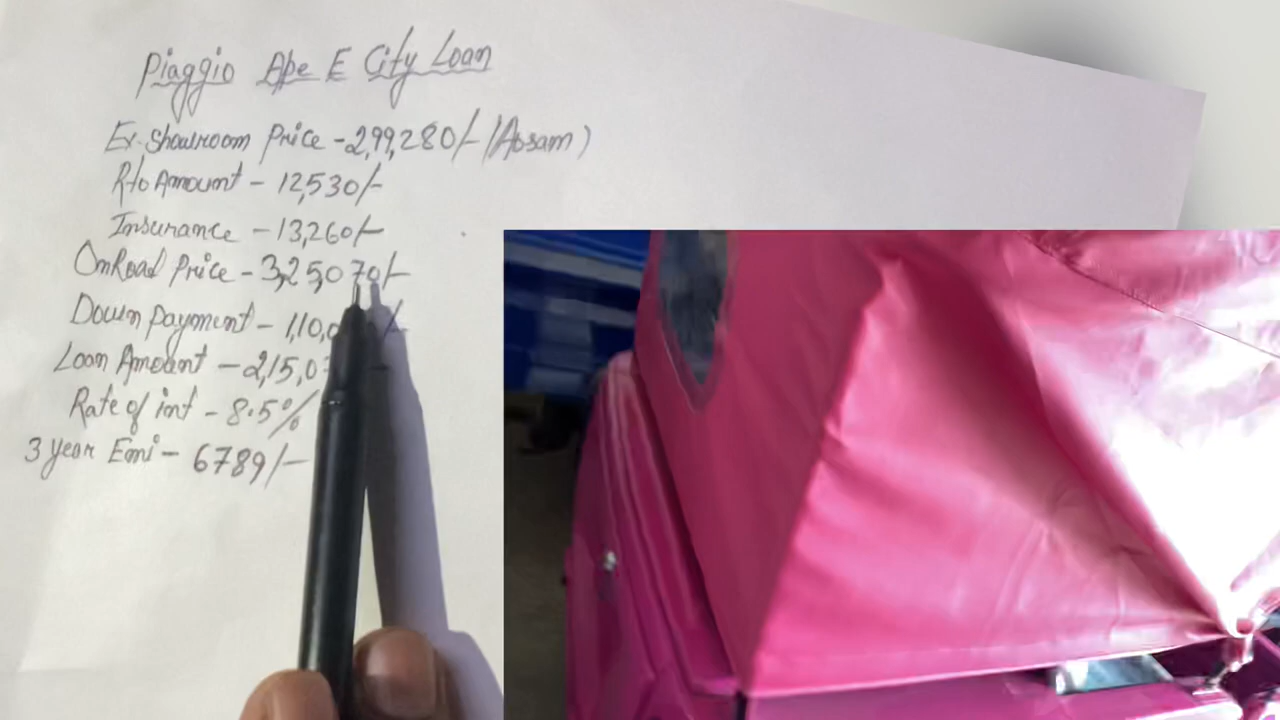 Piaggio Ape E City Loan
Ex-Showroom Price - 2,99,280/- (Assam)
Rto Amount - 12,530/-
Insurance - 13,260/-
OnRoad Price - 3,25,070/-
Down payment - 1,10,0
Loan Amount - 2,15,0
Rate of int - 8.5%
3 year Emi - 6789/-